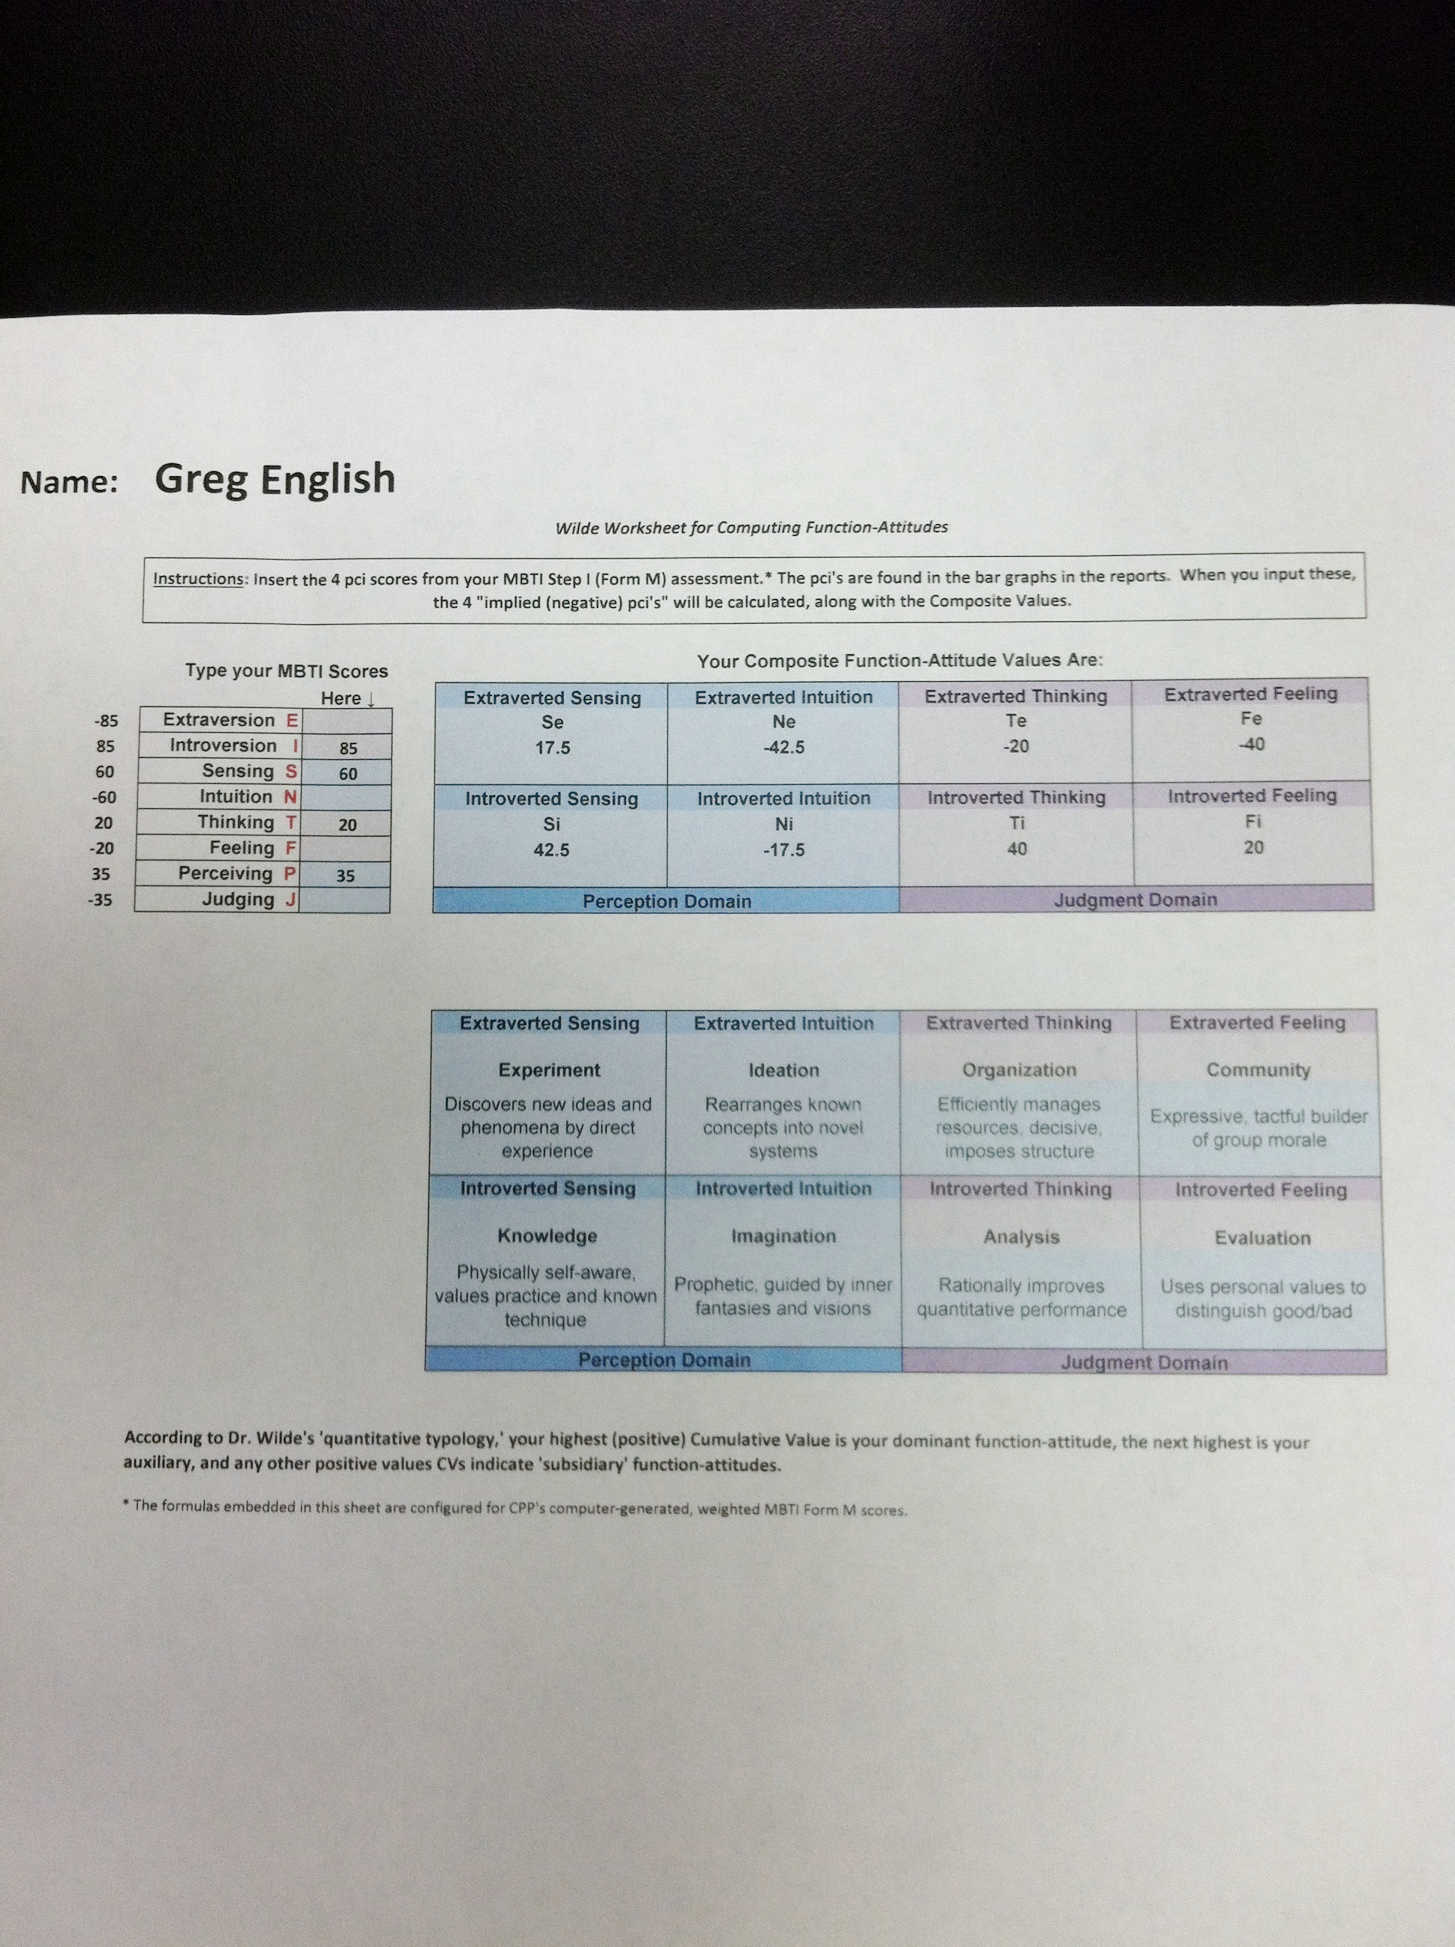 Name: Greg English
Wilde Worksheet for Computing Function-Attitudes
Instructions: Insert the 4 pci scores from your MBTI Step I (Form M) assessment.* The pci's are found in the bar graphs in the reports. When you input these,
the 4 "implied (negative) pci's" will be calculated, along with the Composite Values.
Type your MBTI Scores
Here ↓
-85 Extraversion E
85 Introversion I 85
60 Sensing S 60
-60 Intuition N
20 Thinking T 20
-20 Feeling F
35 Perceiving P 35
-35 Judging J
Your Composite Function-Attitude Values Are:
Extraverted Sensing Extraverted Intuition Extraverted Thinking Extraverted Feeling
Se Ne Te Fe
17.5 -42.5 -20 -40
Introverted Sensing Introverted Intuition Introverted Thinking Introverted Feeling
Si Ni Ti Fi
42.5 -17.5 40 20
Perception Domain Judgment Domain
Extraverted Sensing Extraverted Intuition Extraverted Thinking Extraverted Feeling
Experiment Ideation Organization Community
Discovers new ideas and Rearranges known Efficiently manages Expressive, tactful builder
phenomena by direct concepts into novel resources, decisive, of group morale
experience systems imposes structure
Introverted Sensing Introverted Intuition Introverted Thinking Introverted Feeling
Knowledge Imagination Analysis Evaluation
Physically self-aware, Prophetic, guided by inner Rationally improves Uses personal values to
values practice and known fantasies and visions quantitative performance distinguish good/bad
technique
Perception Domain Judgment Domain
According to Dr. Wilde's 'quantitative typology,' your highest (positive) Cumulative Value is your dominant function-attitude, the next highest is your
auxiliary, and any other positive values CVs indicate 'subsidiary' function-attitudes.
* The formulas embedded in this sheet are configured for CPP's computer-generated, weighted MBTI Form M scores.